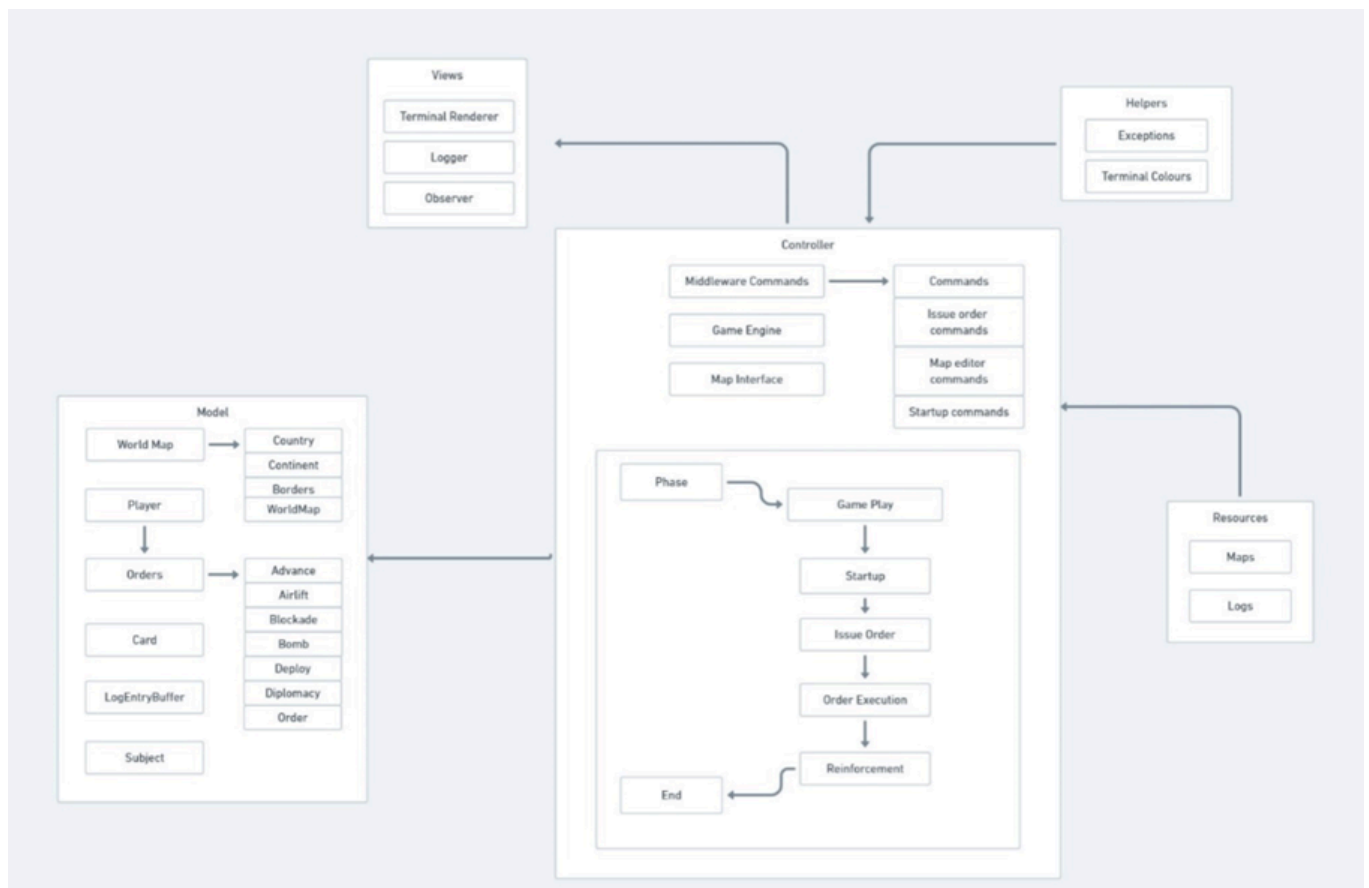 Views
Terminal Renderer
Logger
Observer
Helpers
Exceptions
Terminal Colours
Controller
Middleware Commands
Game Engine
Map Interface
Commands
Issue order
commands
Map editor
commands
Startup commands
Phase
Game Play
Startup
Issue Order
Order Execution
Reinforcement
End
Model
World Map
Player
Orders
Card
LogEntryBuffer
Subject
Country
Continent
Borders
WorldMap
Advance
Airlift
Blockade
Bomb
Deploy
Diplomacy
Order
Resources
Maps
Logs